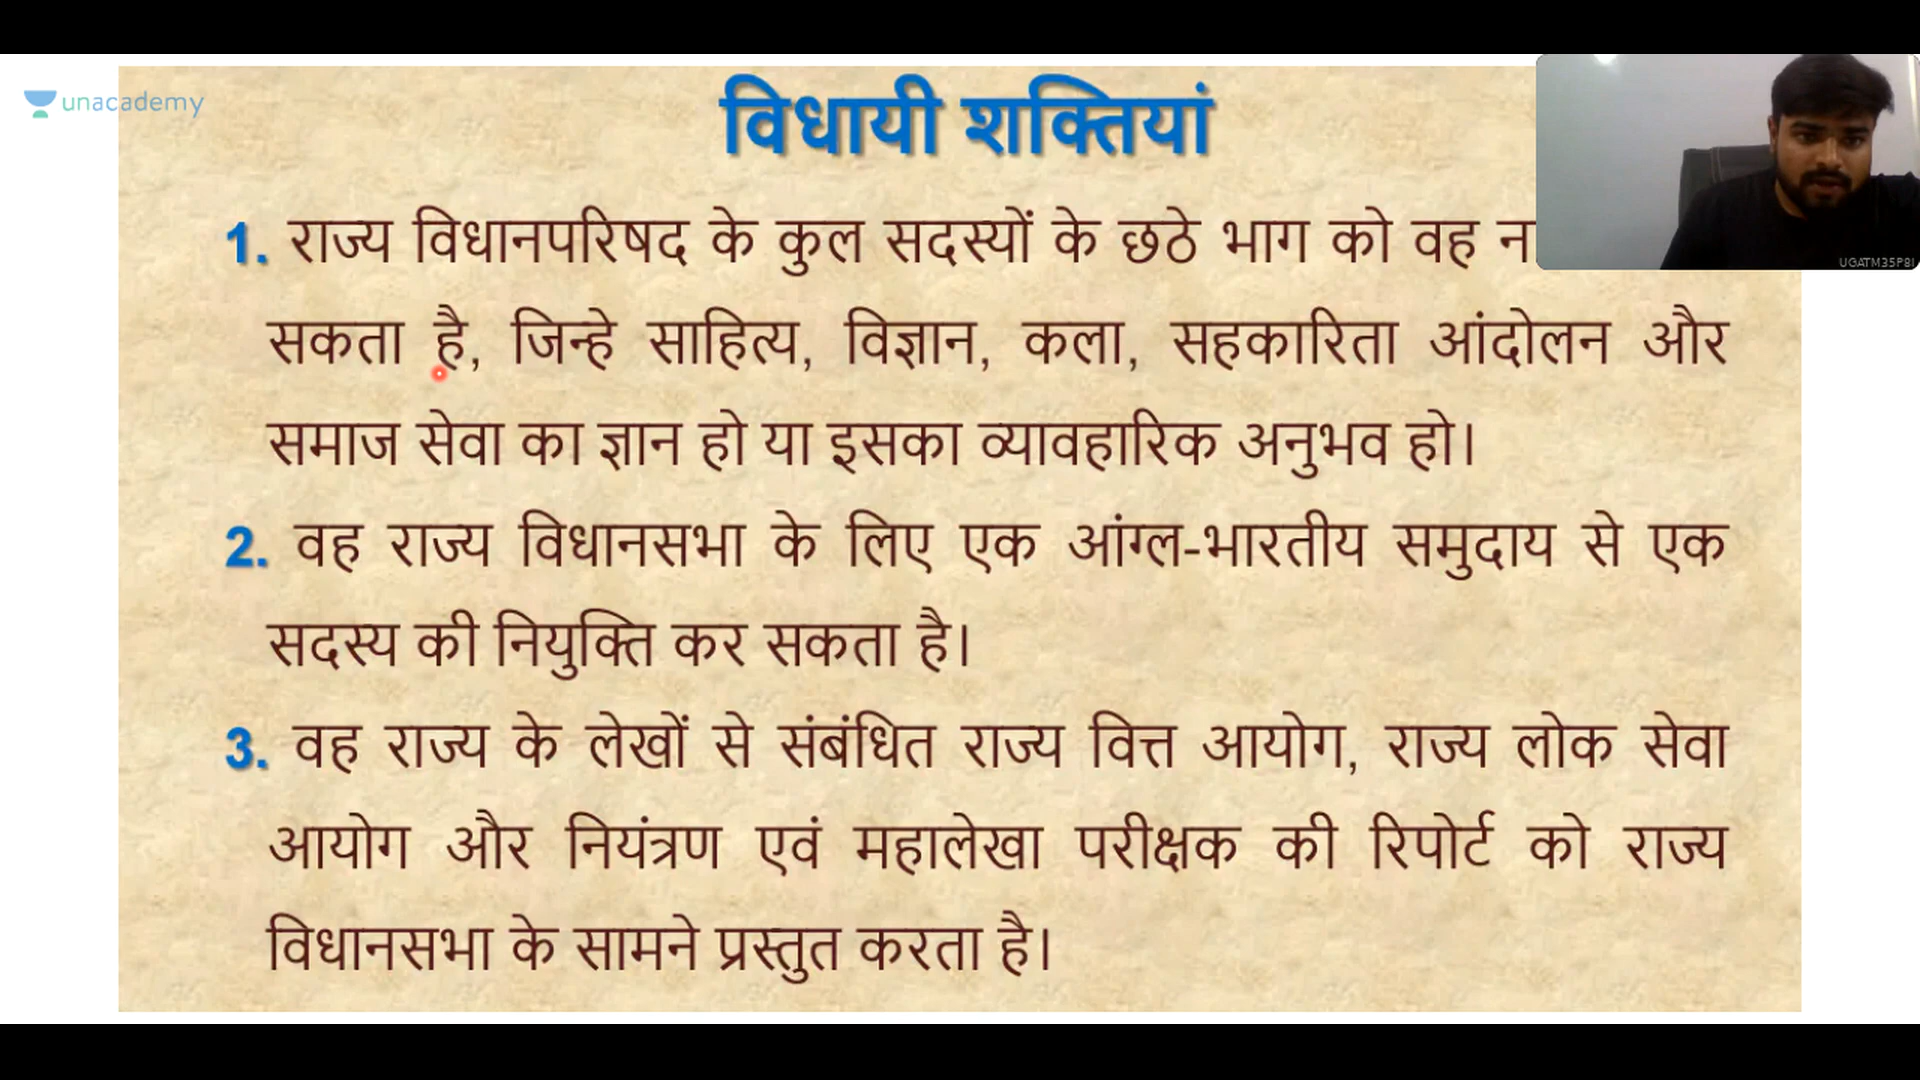 unacademy
विधायी शक्तियां
1. राज्य विधानपरिषद के कुल सदस्यों के छठे भाग को वह
सकता है, जिन्हे साहित्य, विज्ञान, कला, सहकारिता आंदोलन और
समाज सेवा का ज्ञान हो या इसका व्यावहारिक अनुभव हो।
2. वह राज्य विधानसभा के लिए एक आंग्ल-भारतीय समुदाय से एक
सदस्य की नियुक्ति कर सकता है।
3. वह राज्य के लेखों से संबंधित राज्य वित्त आयोग, राज्य लोक सेवा
आयोग और नियंत्रण एवं महालेखा परीक्षक की रिपोर्ट को राज्य
विधानसभा के सामने प्रस्तुत करता है।
UGATM35P8I